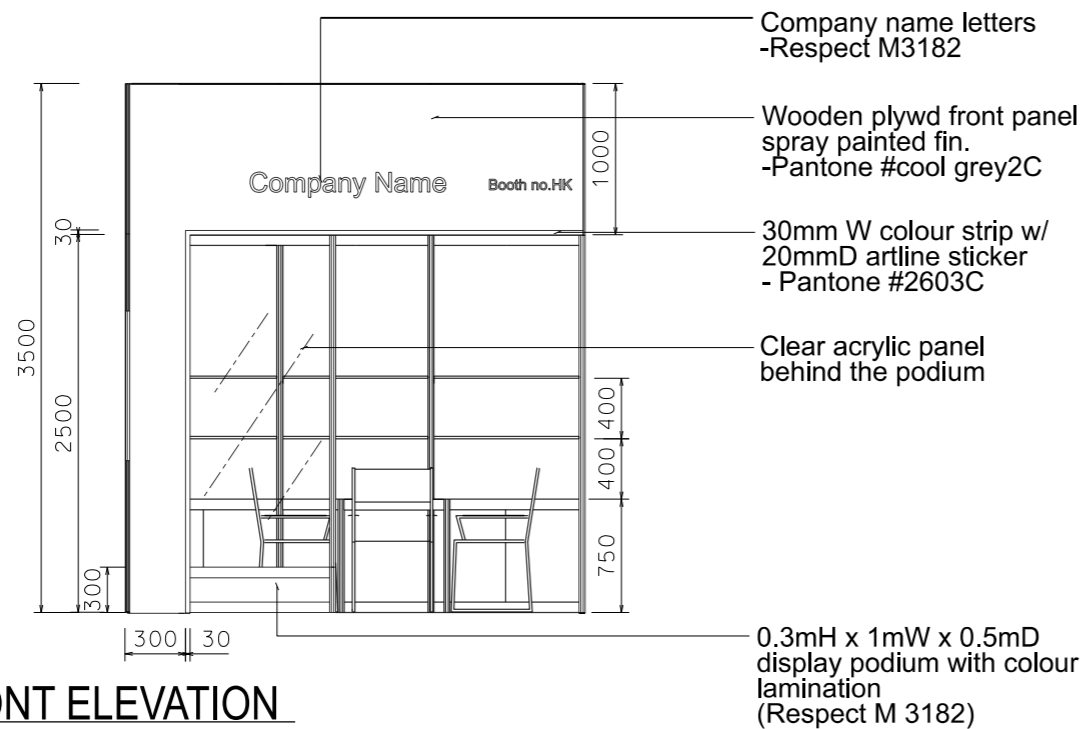 Company name letters
-Respect M3182
Wooden plywd front panel
spray painted fin.
-Pantone #cool grey2C
1000
Company Name
Booth no.HK
30
30mm W colour strip w/
20mmD artline sticker
- Pantone #2603C
3500
Clear acrylic panel
behind the podium
2500
400
400
750
300
300
30
0.3mH x 1mW x 0.5mD
display podium with colour
lamination
(Respect M 3182)
ONT ELEVATION